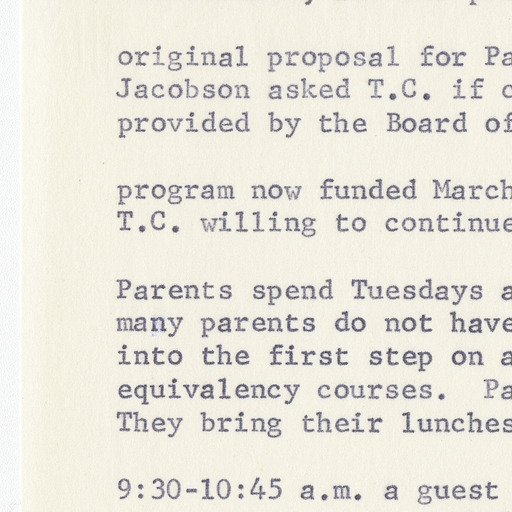 original proposal for Pa
Jacobson asked T.C. if c
provided by the Board of
program now funded March
T.C. willing to continue
Parents spend Tuesdays a
many parents do not have
into the first step on a
equivalency courses.  Pa
They bring their lunches
9:30-10:45 a.m. a guest